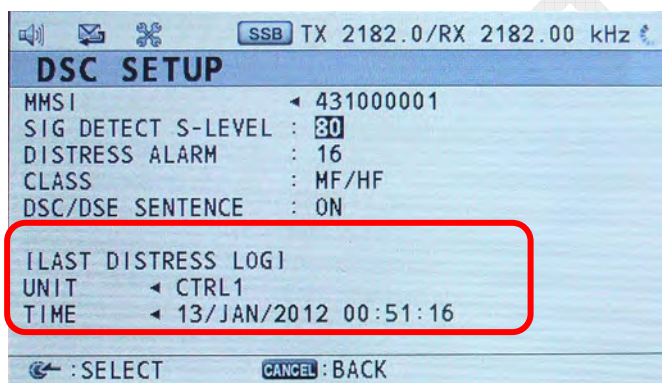 SSB TX 2182.0/RX 2182.00 kHz
DSC SETUP
MMSI ◄ 431000001
SIG DETECT S-LEVEL : 80
DISTRESS ALARM : 16
CLASS : MF/HF
DSC/DSE SENTENCE : ON
[LAST DISTRESS LOG]
UNIT ◄ CTRL1
TIME ◄ 13/JAN/2012 00:51:16
:SELECT CANCEL:BACK